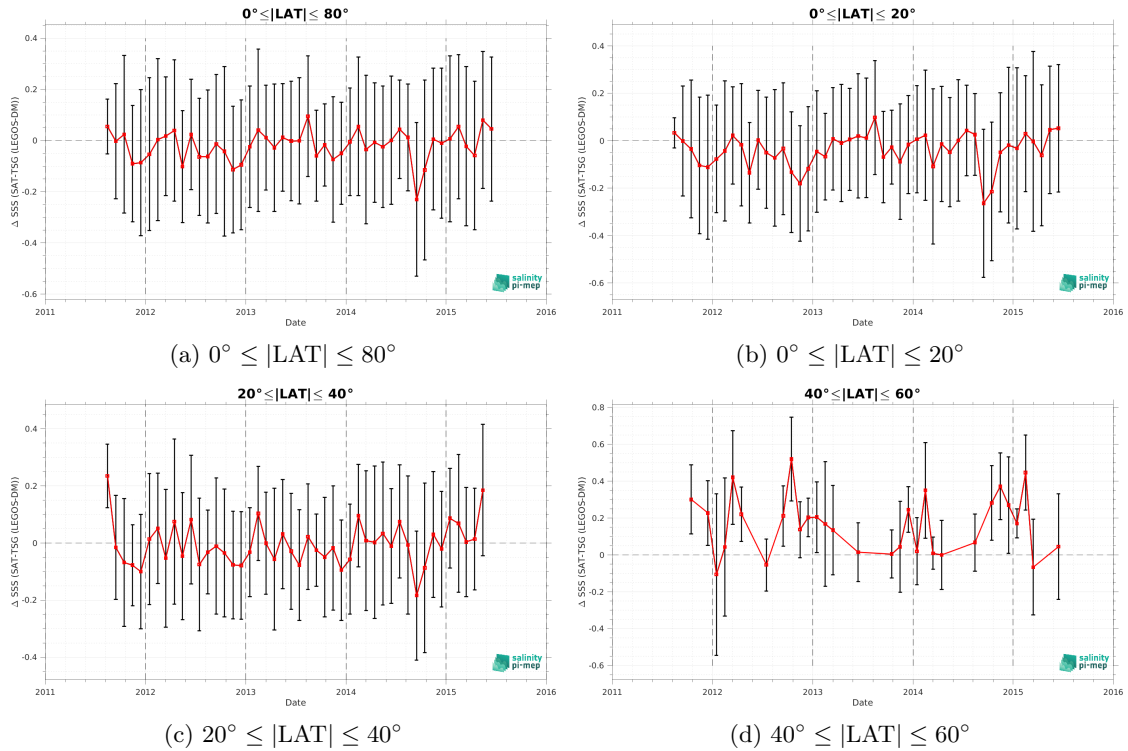 0°≤|LAT|≤ 80°
Δ SSS (SAT-TSG (LEGOS-DM))
0.4
0.2
0
-0.2
-0.4
-0.6
2011
2012
2013
2014
2015
2016
Date
salinity
pi-mep
(a) 0° ≤ |LAT| ≤ 80°
0°≤|LAT|≤ 20°
Δ SSS (SAT-TSG (LEGOS-DM))
0.4
0.2
0
-0.2
-0.4
-0.6
2011
2012
2013
2014
2015
2016
Date
salinity
pi-mep
(b) 0° ≤ |LAT| ≤ 20°
20°≤|LAT|≤ 40°
Δ SSS (SAT-TSG (LEGOS-DM))
0.4
0.2
0
-0.2
-0.4
2011
2012
2013
2014
2015
2016
Date
salinity
pi-mep
(c) 20° ≤ |LAT| ≤ 40°
40°≤|LAT|≤ 60°
Δ SSS (SAT-TSG (LEGOS-DM))
0.8
0.6
0.4
0.2
0
-0.2
-0.4
-0.6
2011
2012
2013
2014
2015
2016
Date
salinity
pi-mep
(d) 40° ≤ |LAT| ≤ 60°